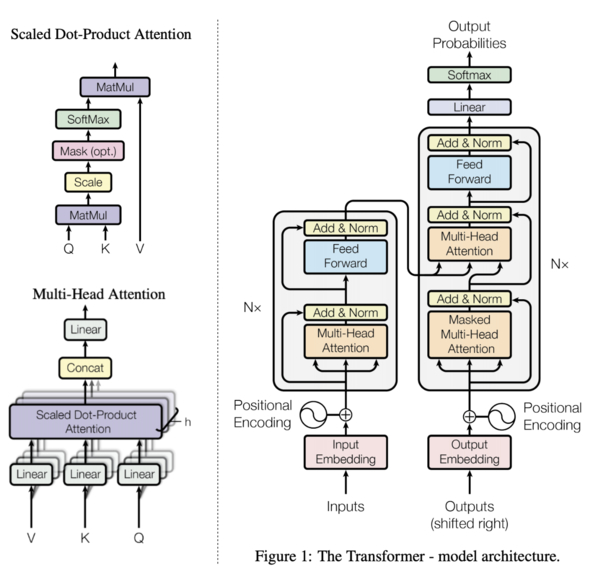 Scaled Dot-Product Attention
MatMul
SoftMax
Mask (opt.)
Scale
MatMul
Q K V
Multi-Head Attention
Linear
Concat
Scaled Dot-Product
Attention
h
Linear Linear Linear
V K Q
Output
Probabilities
Softmax
Linear
Add & Norm
Feed
Forward
Add & Norm
Multi-Head
Attention
Nx
Add & Norm
Masked
Multi-Head
Attention
Add & Norm
Feed
Forward
Nx
Add & Norm
Multi-Head
Attention
Positional
Encoding
Positional
Encoding
Input
Embedding
Output
Embedding
Inputs
Outputs
(shifted right)
Figure 1: The Transformer - model architecture.